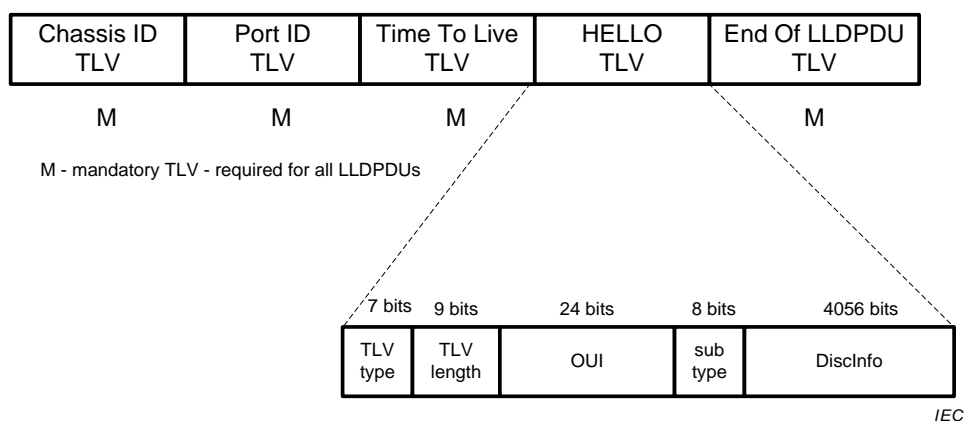 Chassis ID TLV
Port ID TLV
Time To Live TLV
HELLO TLV
End Of LLDPDU TLV
M
M
M
M
M - mandatory TLV - required for all LLDPDUs
7 bits
9 bits
24 bits
8 bits
4056 bits
TLV type
TLV length
OUI
sub type
DiscInfo
IEC